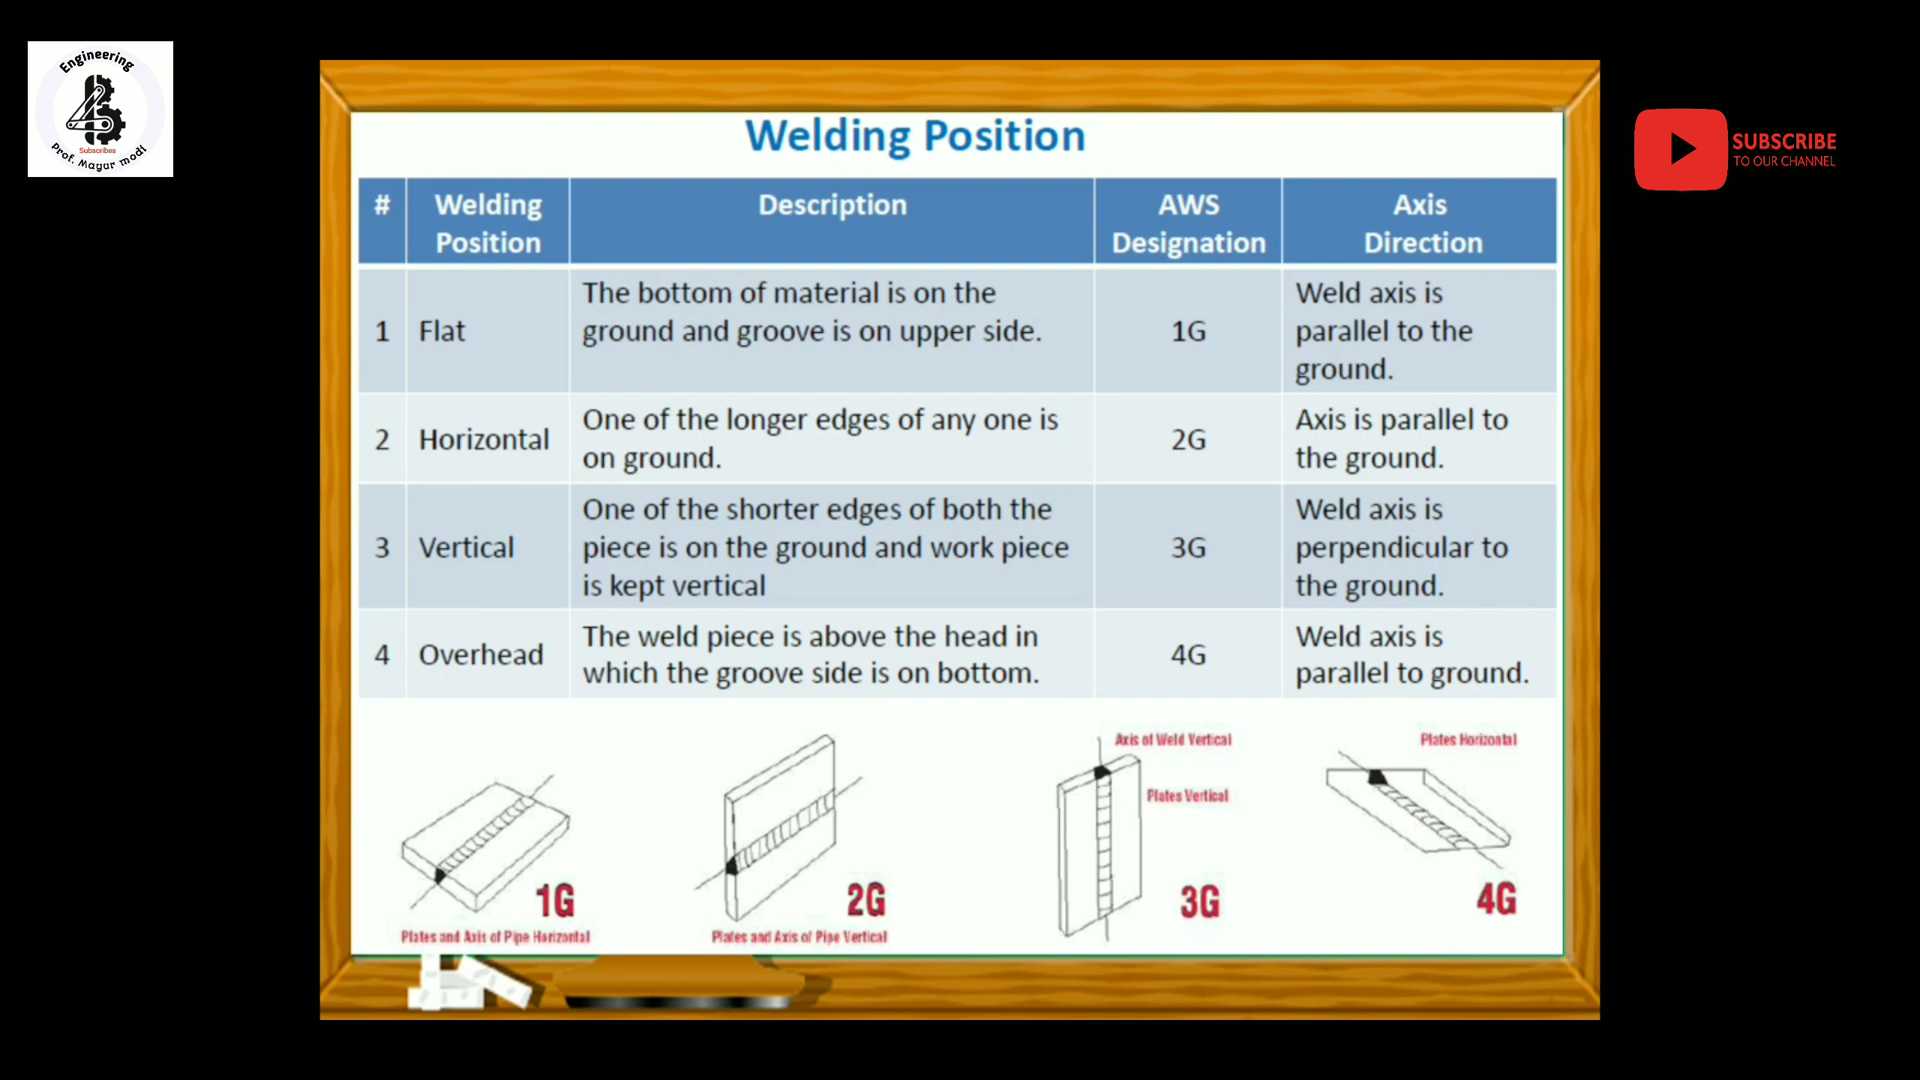 Engineering
Subscribes
Prof. Mayur modi
SUBSCRIBE
TO OUR CHANNEL
Welding Position
# Welding Position Description AWS Designation Axis Direction
1 Flat The bottom of material is on the ground and groove is on upper side. 1G Weld axis is parallel to the ground.
2 Horizontal One of the longer edges of any one is on ground. 2G Axis is parallel to the ground.
3 Vertical One of the shorter edges of both the piece is on the ground and work piece is kept vertical 3G Weld axis is perpendicular to the ground.
4 Overhead The weld piece is above the head in which the groove side is on bottom. 4G Weld axis is parallel to ground.
Axis of Weld Vertical
Plates Vertical
Plates Horizontal
1G
2G
3G
4G
Plates and Axis of Pipe Horizontal
Plates and Axis of Pipe Vertical